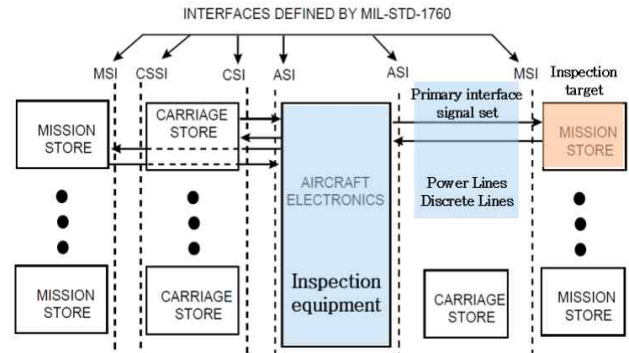 INTERFACES DEFINED BY MIL-STD-1760
MSI
CSSI
CSI
ASI
ASI
MSI
Inspection
target
MISSION
STORE
CARRIAGE
STORE
AIRCRAFT
ELECTRONICS
Primary interface
signal set
Power Lines
Discrete Lines
MISSION
STORE
Inspection
equipment
MISSION
STORE
CARRIAGE
STORE
CARRIAGE
STORE
MISSION
STORE